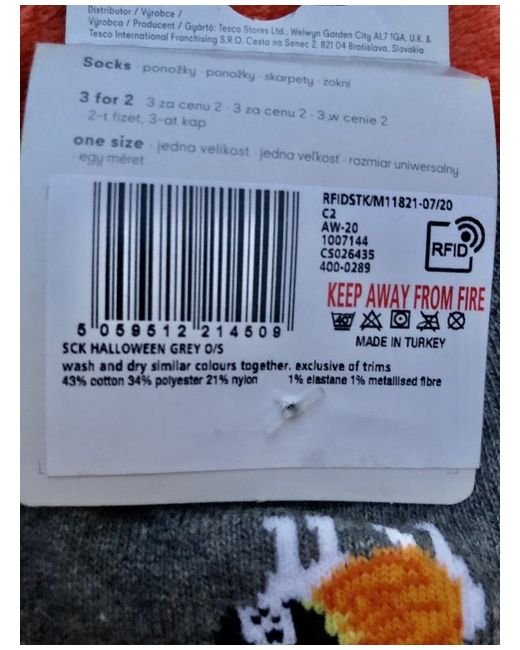 Distributor / Výrobce /
Výrobca / Producent / Gyártó: Tesco Stores Ltd., Welwyn Garden City AL7 1GA, U.K. &
Tesco International Franchising S.R.O. Cesta na Senec 2, 821 04 Bratislava, Slovakia
Socks · ponožky · ponožky · skarpety · zokni
3 for 2 3 za cenu 2 · 3 za cenu 2 · 3 w cenie 2
· 2-t fizet, 3-at kap
one size · jedna velikost · jedna veľkosť · rozmiar uniwersalny
· egy méret
RFIDSTK/M11821-07/20
C2
AW-20
1007144
CS026435
400-0289
RFID
KEEP AWAY FROM FIRE
40
MADE IN TURKEY
5 059512 214509
SCK HALLOWEEN GREY O/S
wash and dry similar colours together. exclusive of trims
43% cotton 34% polyester 21% nylon 1% elastane 1% metallised fibre